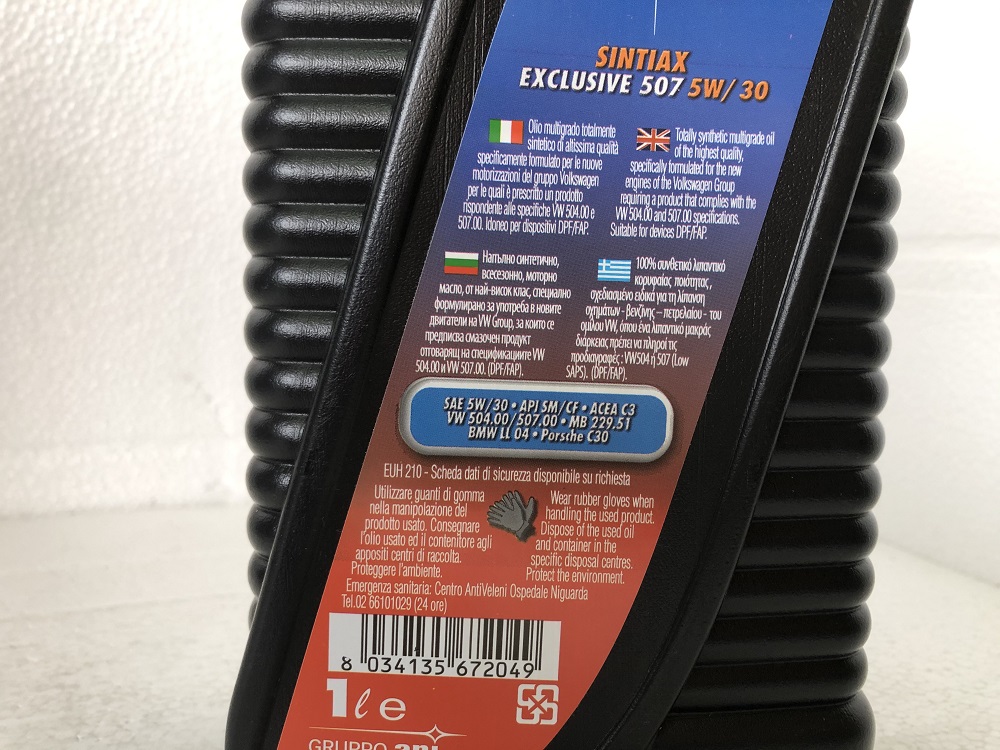 SINTIAX
EXCLUSIVE 507 5W/30
Olio multigrado totalmente
sintetico di altissima qualità
specificamente formulato per le nuove
motorizzazioni del gruppo Volkswagen
per le quali è prescritto un prodotto
rispondente alle specifiche VW 504.00 e
507.00. Idoneo per dispositivi DPF/FAP.
Totally synthetic multigrade oil
of the highest quality,
specifically formulated for the new
engines of the Volkswagen Group
requiring a product that complies with the
VW 504.00 and 507.00 specifications.
Suitable for devices DPF/FAP.
Напълно синтетично,
всесезонно, моторно
масло, от най-висок клас, специално
формулирано за употреба в новите
двигатели на VW Group, за които се
предписва смазочен продукт
отговарящ на спецификациите VW
504.00 и VW 507.00. (DPF/FAP).
100% συνθετικό λιπαντικό
κορυφαίας ποιότητας,
σχεδιασμένο ειδικά για τη λίπανση
οχημάτων - βενζίνης – πετρελαίου - του
ομίλου VW, όπου ένα λιπαντικό μακράς
διάρκειας πρέπει να πληροί τις
προδιαγραφές : VW504 ή 507 (Low
SAPS). (DPF/FAP).
SAE 5W/30 • API SM/CF • ACEA C3
VW 504.00/507.00 • MB 229.51
BMW LL 04 • Porsche C30
EUH 210 - Scheda dati di sicurezza disponibile su richiesta
Utilizzare guanti di gomma
nella manipolazione del
prodotto usato. Consegnare
l'olio usato ed il contenitore agli
appositi centri di raccolta.
Proteggere l'ambiente.
Wear rubber gloves when
handling the used product.
Dispose of the used oil
and container in the
specific disposal centres.
Protect the environment.
Emergenza sanitaria: Centro AntiVeleni Ospedale Niguarda
Tel.02 66101029 (24 ore)
8 034135 672049
1 l e
GRUPPO api